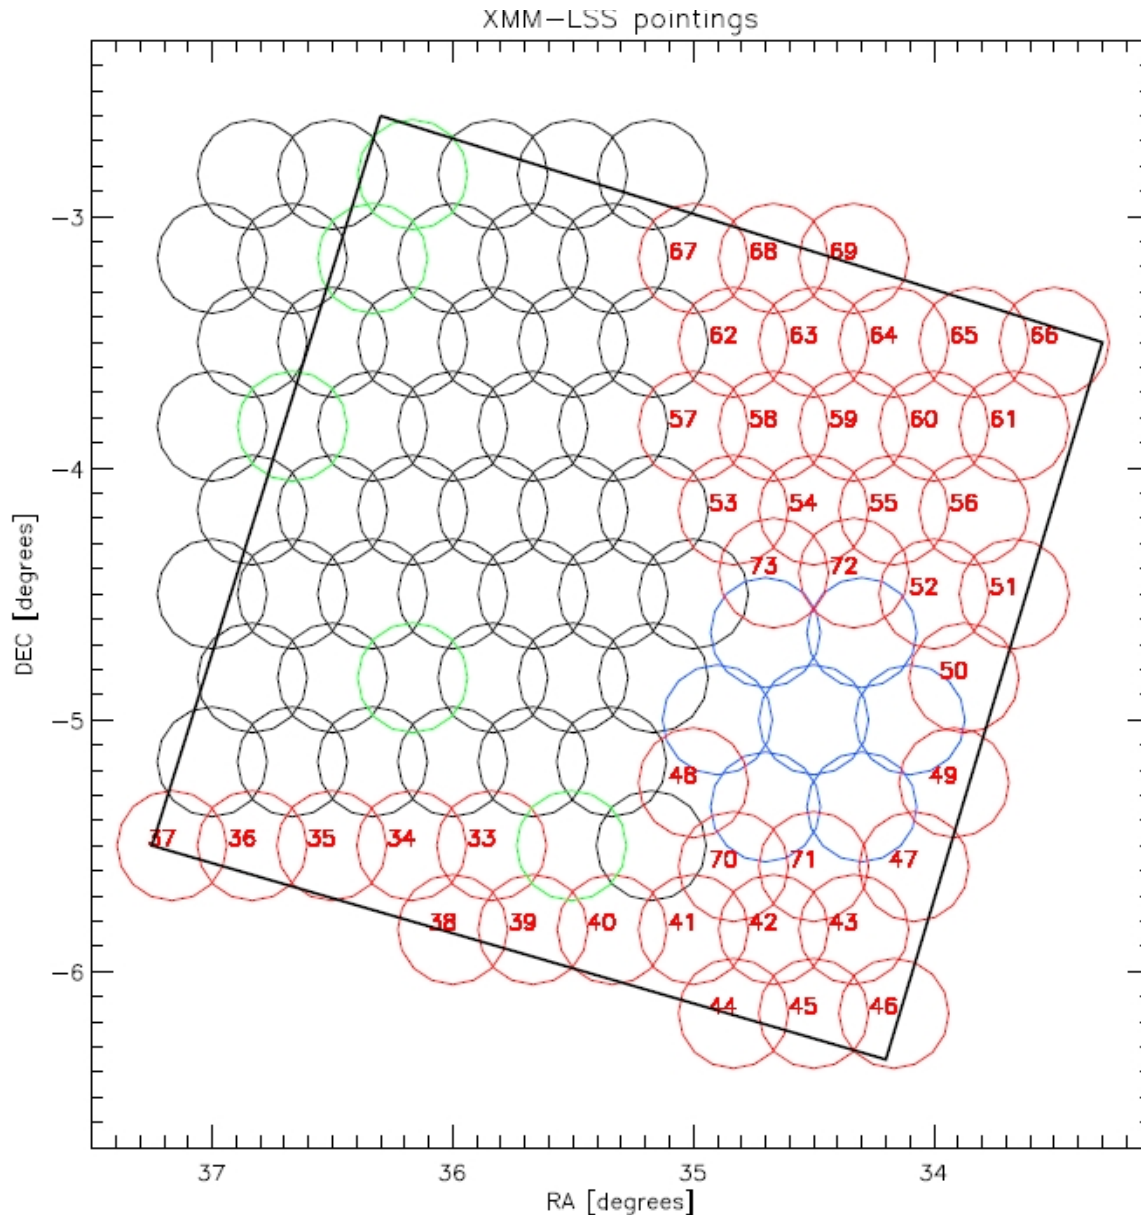 XMM-LSS pointings
-3
67 68 69
62 63 64 65 66
57 58 59 60 61
-4
53 54 55 56
73 72 52 51
50
-5
48 49
37 36 35 34 33
70 71 47
38 39 40 41 42 43
-6
44 45 46
37 36 35 34
RA [degrees]
DEC [degrees]